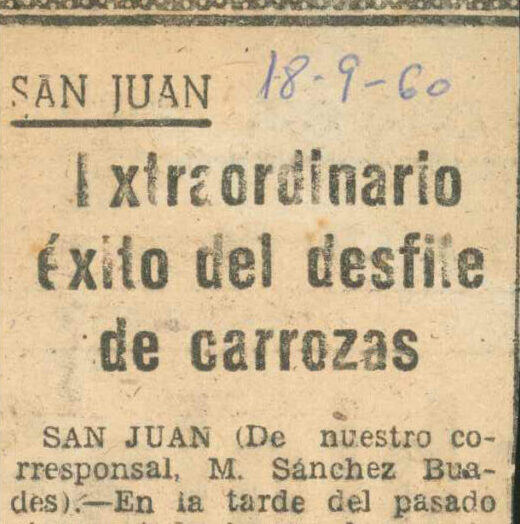 SAN JUAN 18-9-60
Extraordinario
éxito del desfile
de carrozas
SAN JUAN (De nuestro co-
rresponsal, M. Sánchez Bua-
des).—En la tarde del pasado